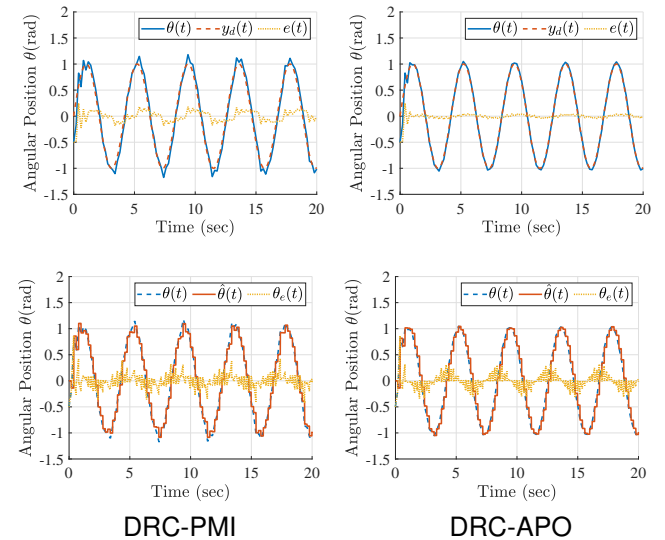 θ(t) y_d(t) e(t)
2
1.5
1
0.5
0
-0.5
-1
-1.5
Angular Position θ(rad)
0 5 10 15 20
Time (sec)
θ(t) y_d(t) e(t)
2
1.5
1
0.5
0
-0.5
-1
-1.5
Angular Position θ(rad)
0 5 10 15 20
Time (sec)
θ(t) θ̂(t) θ_e(t)
2
1.5
1
0.5
0
-0.5
-1
-1.5
Angular Position θ(rad)
0 5 10 15 20
Time (sec)
θ(t) θ̂(t) θ_e(t)
2
1.5
1
0.5
0
-0.5
-1
-1.5
Angular Position θ(rad)
0 5 10 15 20
Time (sec)
DRC-PMI
DRC-APO